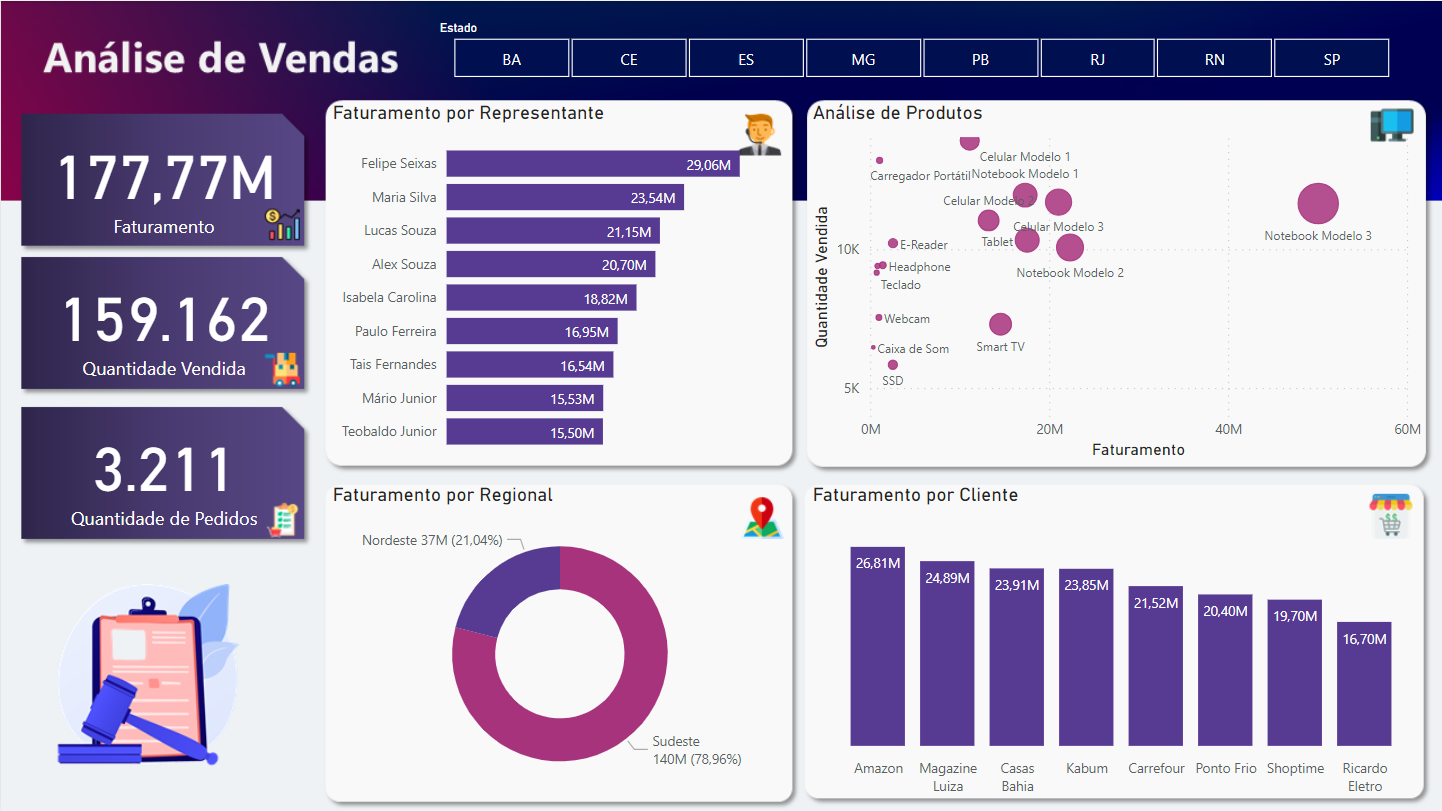 Análise de Vendas
Estado
BA
CE
ES
MG
PB
RJ
RN
SP
177,77M
Faturamento
159.162
Quantidade Vendida
3.211
Quantidade de Pedidos
Faturamento por Representante
Felipe Seixas 29,06M
Maria Silva 23,54M
Lucas Souza 21,15M
Alex Souza 20,70M
Isabela Carolina 18,82M
Paulo Ferreira 16,95M
Tais Fernandes 16,54M
Mário Junior 15,53M
Teobaldo Junior 15,50M
Análise de Produtos
Quantidade Vendida
10K
5K
Celular Modelo 1
Carregador Portátil
Notebook Modelo 1
Celular Modelo 2
Celular Modelo 3
Notebook Modelo 3
Tablet
E-Reader
Notebook Modelo 2
Headphone
Teclado
Webcam
Smart TV
Caixa de Som
SSD
0M
20M
40M
60M
Faturamento
Faturamento por Regional
Nordeste 37M (21,04%)
Sudeste
140M (78,96%)
Faturamento por Cliente
26,81M
24,89M
23,91M
23,85M
21,52M
20,40M
19,70M
16,70M
Amazon
Magazine
Luiza
Casas
Bahia
Kabum
Carrefour
Ponto Frio
Shoptime
Ricardo
Eletro